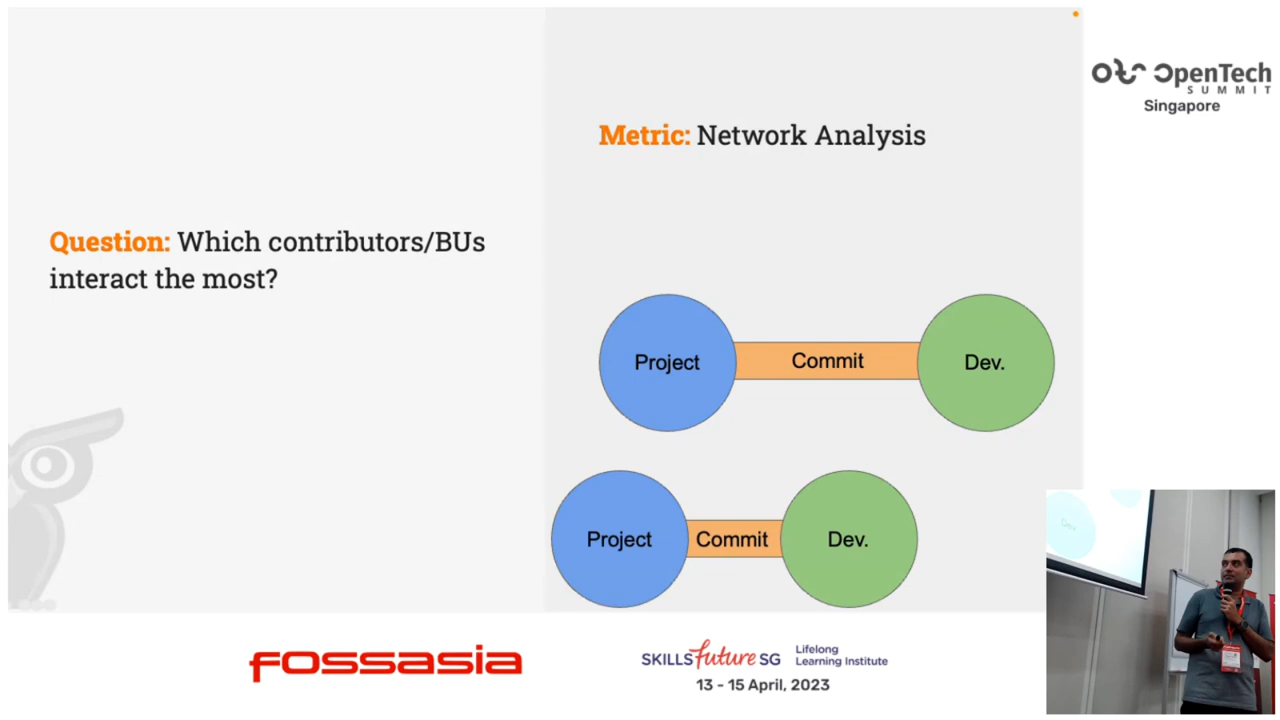 Question: Which contributors/BUs
interact the most?
Metric: Network Analysis
Project
Commit
Dev.
Project
Commit
Dev.
OpenTech
SUMMIT
Singapore
Dev.
fossasia
SKILLSfuture SG
Lifelong
Learning Institute
13 - 15 April, 2023